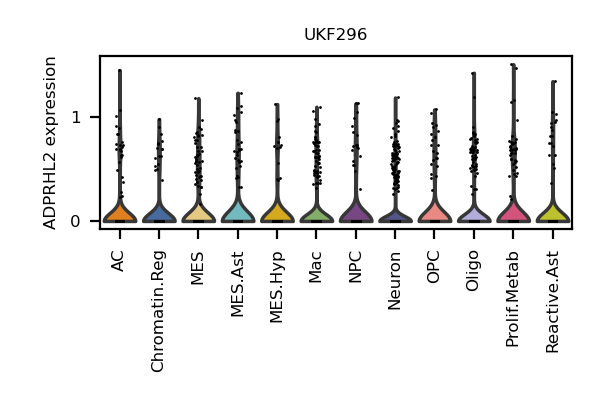 UKF296
ADPRHL2 expression
1
0
AC
Chromatin.Reg
MES
MES.Ast
MES.Hyp
Mac
NPC
Neuron
OPC
Oligo
Prolif.Metab
Reactive.Ast